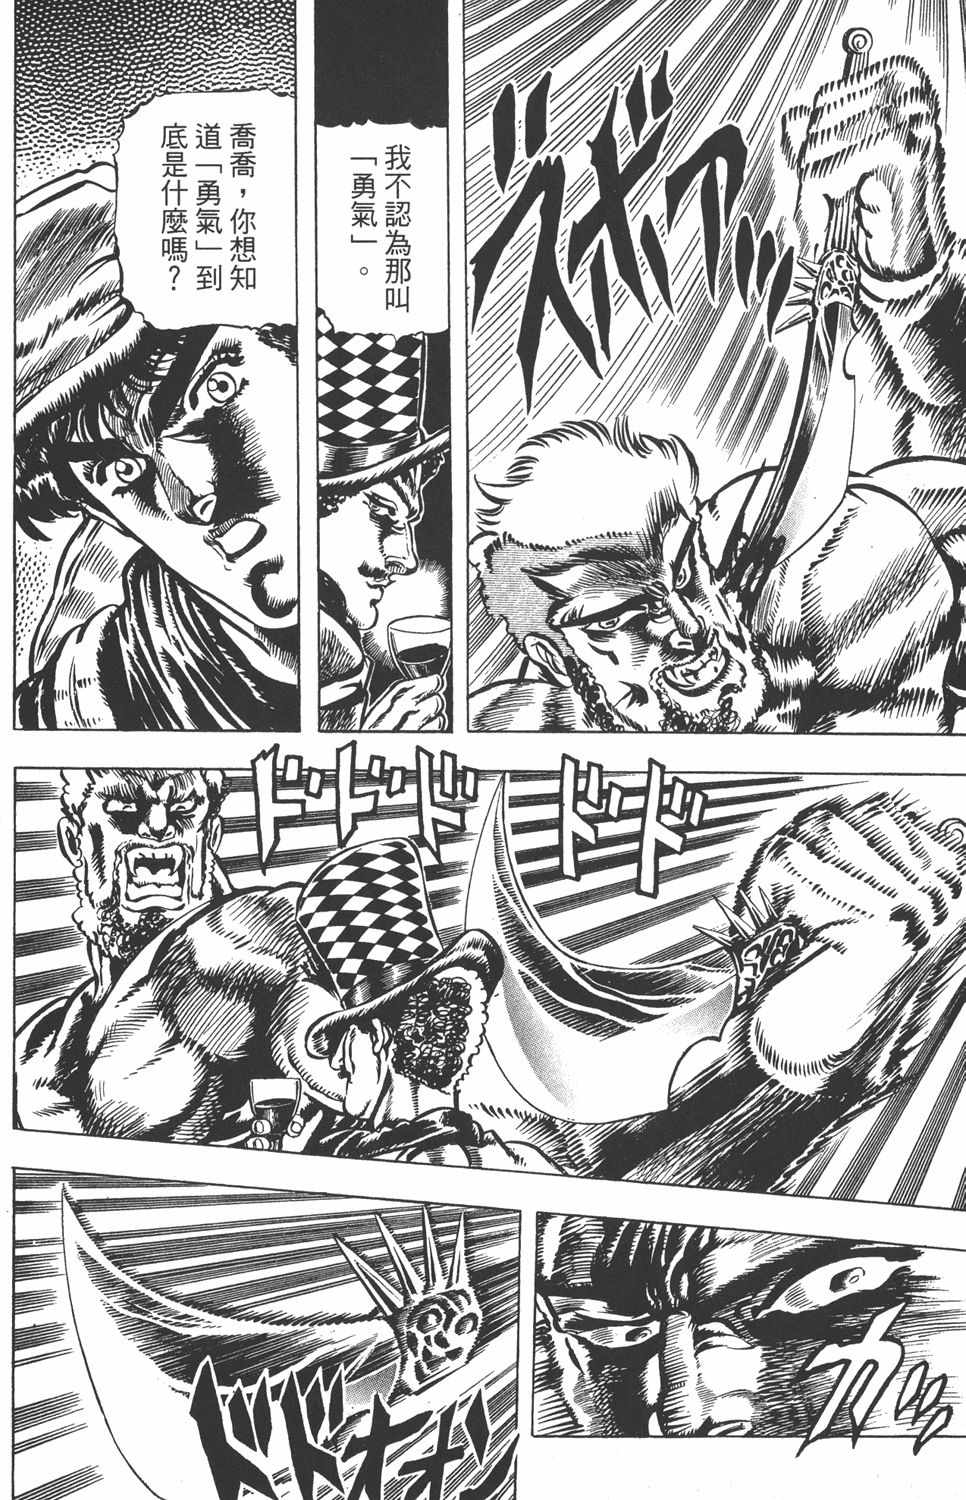 ズギアッ
我不認為那叫
「勇氣」。
喬喬，你想知
道「勇氣」到
底是什麼嗎？
ドドド
ドド
カッ
ドドオオン